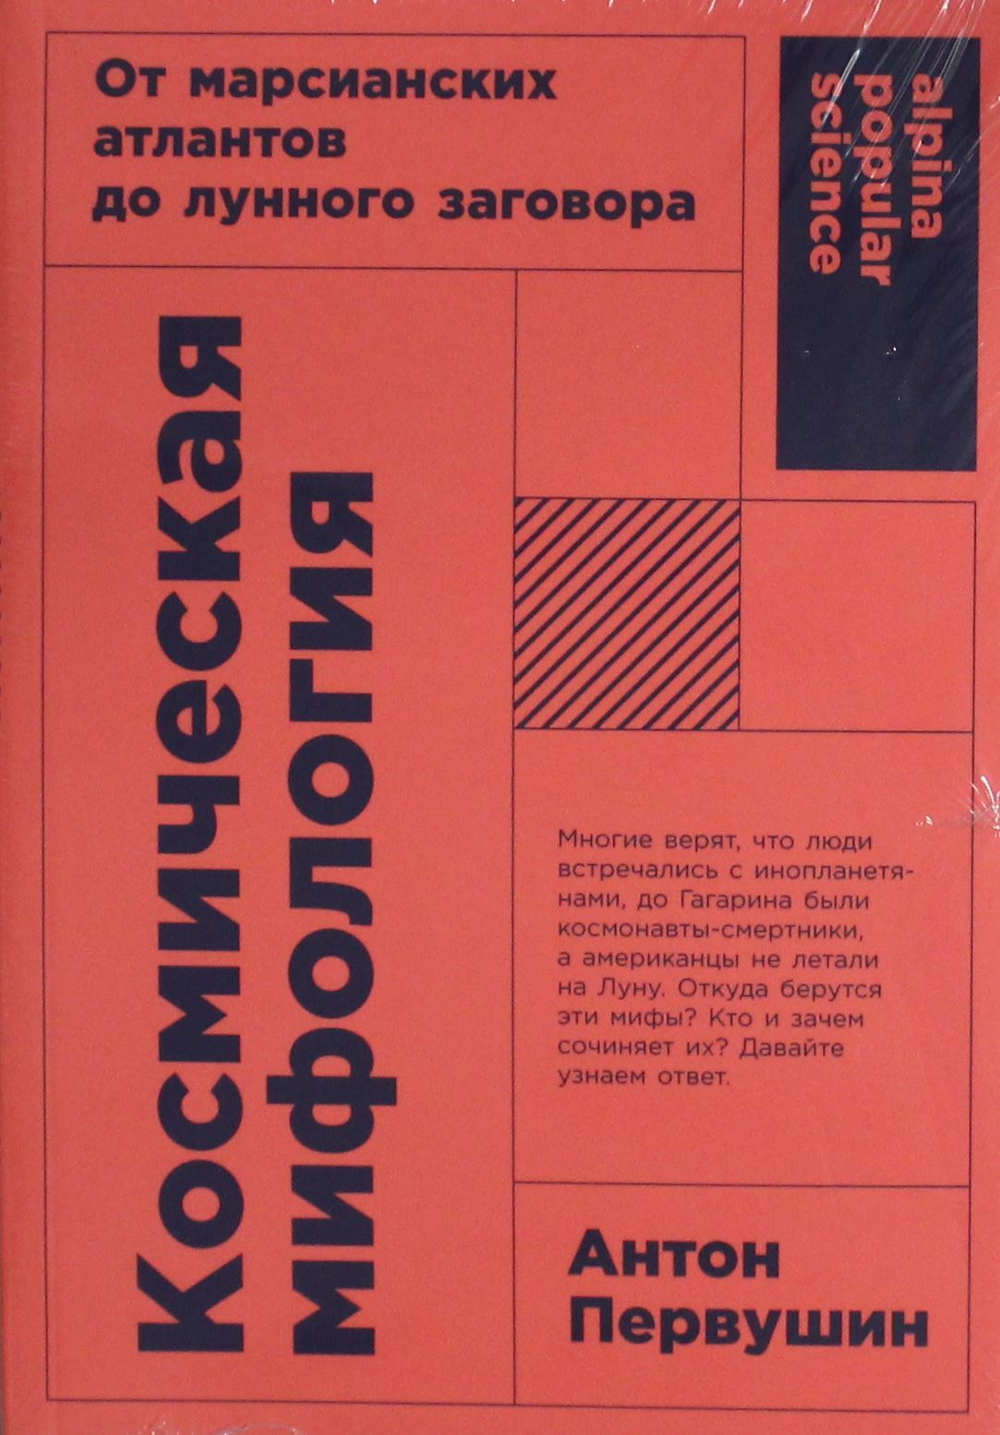 От марсианских
атлантов
до лунного заговора
alpina
popular
science
Космическая
мифология
Многие верят, что люди
встречались с инопланетя-
нами, до Гагарина были
космонавты-смертники,
а американцы не летали
на Луну. Откуда берутся
эти мифы? Кто и зачем
сочиняет их? Давайте
узнаем ответ.
Антон
Первушин